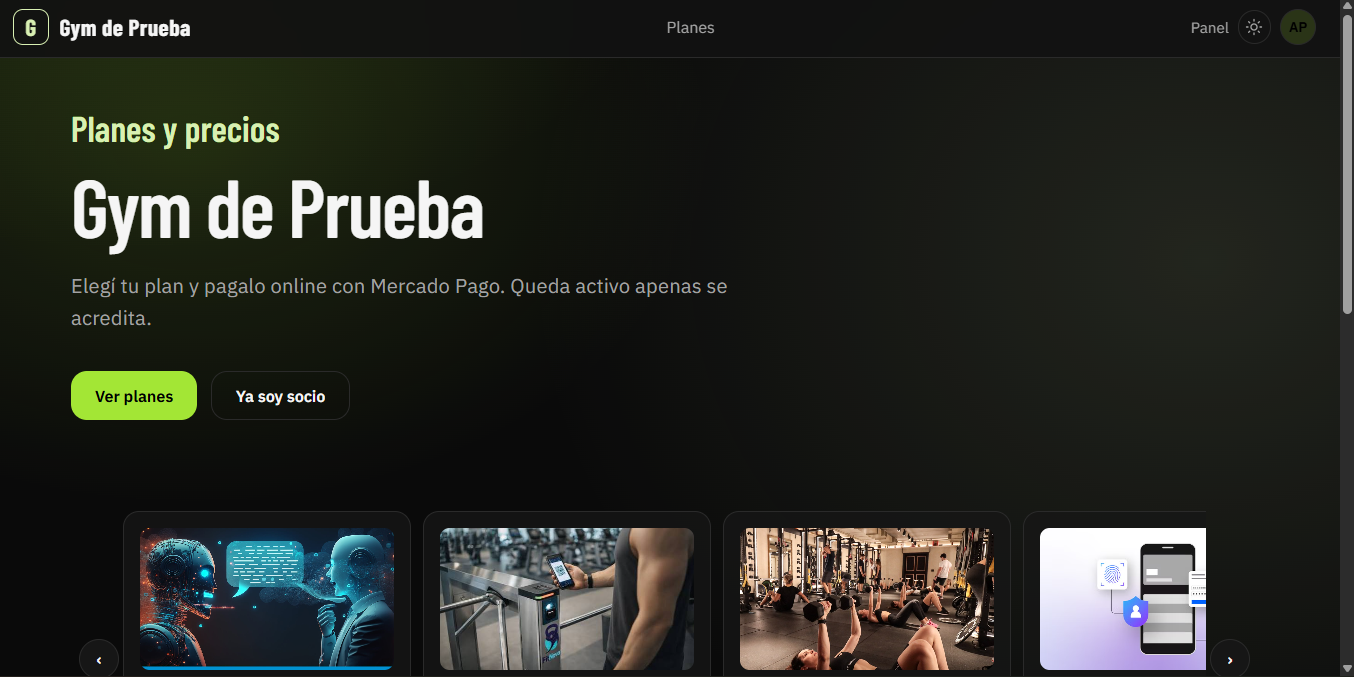 G Gym de Prueba
Planes
Panel
AP
Planes y precios
Gym de Prueba
Elegí tu plan y pagalo online con Mercado Pago. Queda activo apenas se
acredita.
Ver planes
Ya soy socio
‹
›